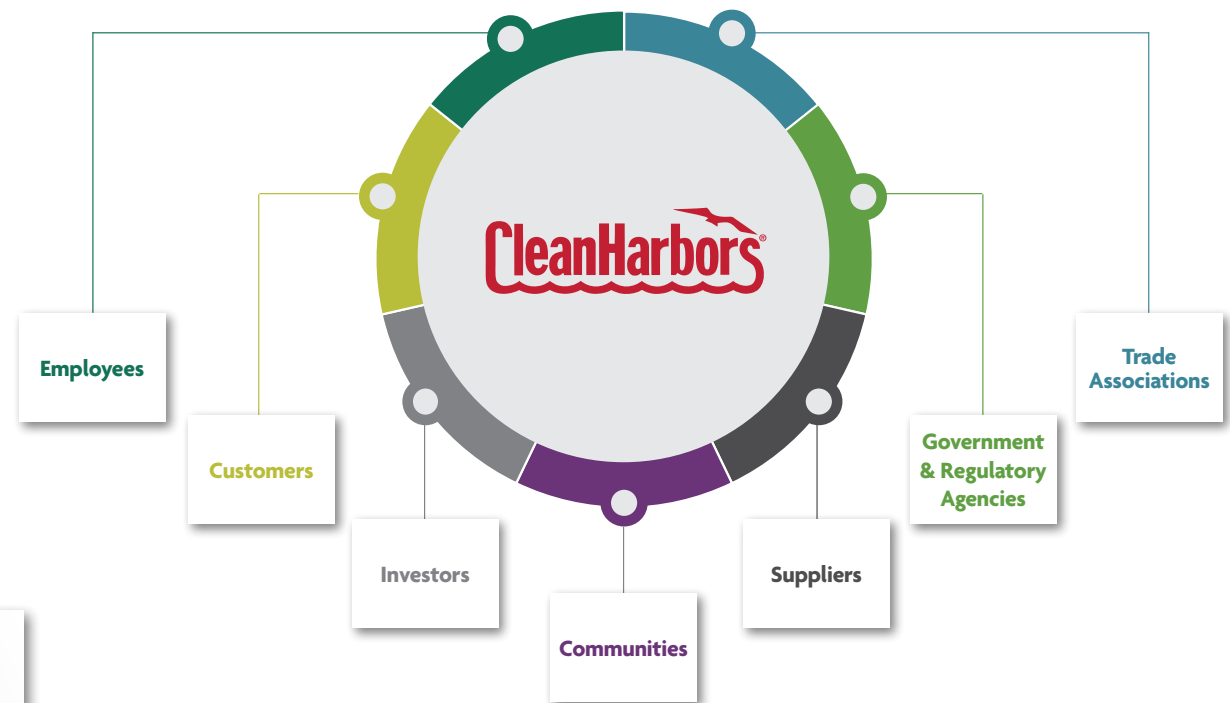 CleanHarbors®
Employees
Trade
Associations
Customers
Government
& Regulatory
Agencies
Investors
Suppliers
Communities